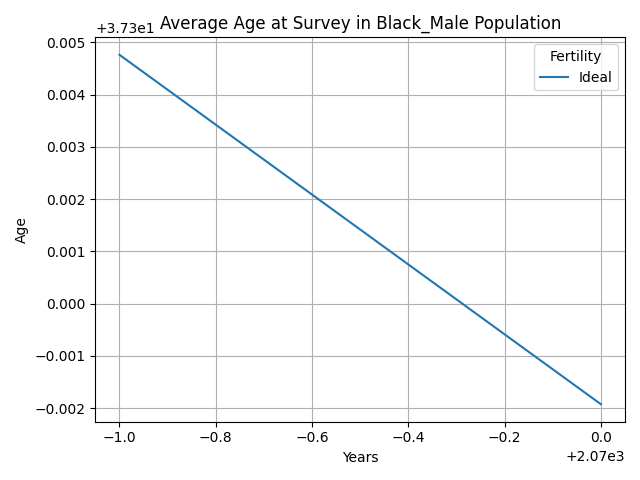 Average Age at Survey in Black_Male Population
+3.73e1
0.005
0.004
0.003
0.002
0.001
0.000
−0.001
−0.002
Age
Fertility
Ideal
−1.0 −0.8 −0.6 −0.4 −0.2 0.0
Years
+2.07e3